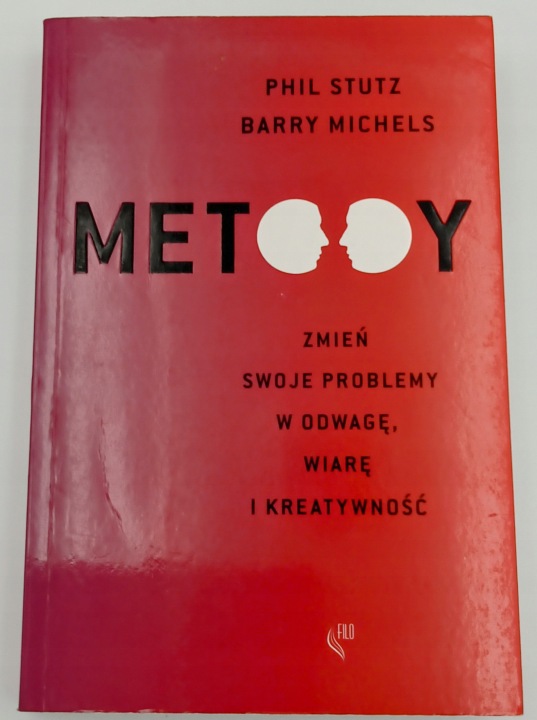 PHIL STUTZ
BARRY MICHELS
METODY
ZMIEŃ
SWOJE PROBLEMY
W ODWAGĘ,
WIARĘ
I KREATYWNOŚĆ
FILO